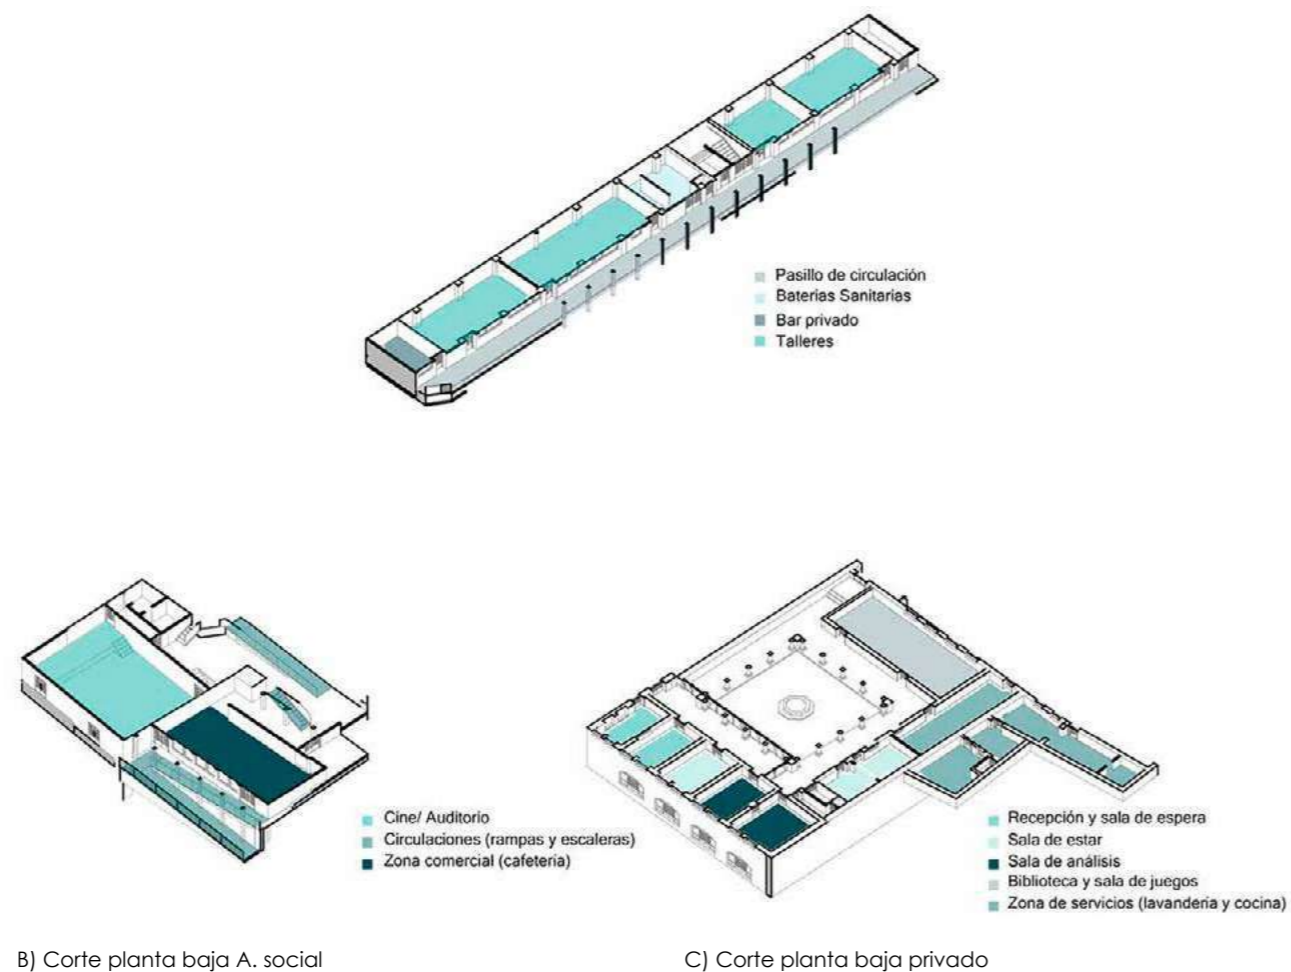 Pasillo de circulación
Baterias Sanitarias
Bar privado
Talleres
Cine/ Auditorio
Circulaciones (rampas y escaleras)
Zona comercial (cafetería)
Recepción y sala de espera
Sala de estar
Sala de análisis
Biblioteca y sala de juegos
Zona de servicios (lavanderia y cocina)
B) Corte planta baja A. social
C) Corte planta baja privado